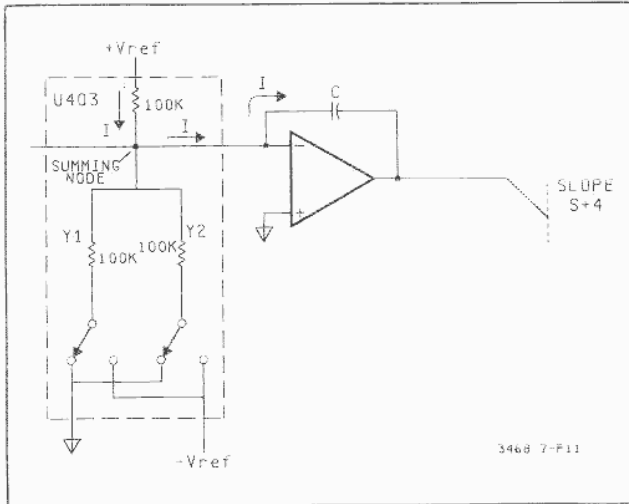 +Vref
U403
100K
I
I
I
C
SUMMING
NODE
-
+
SLOPE
S+4
Y1
Y2
100K
100K
-Vref
3468 7-F11